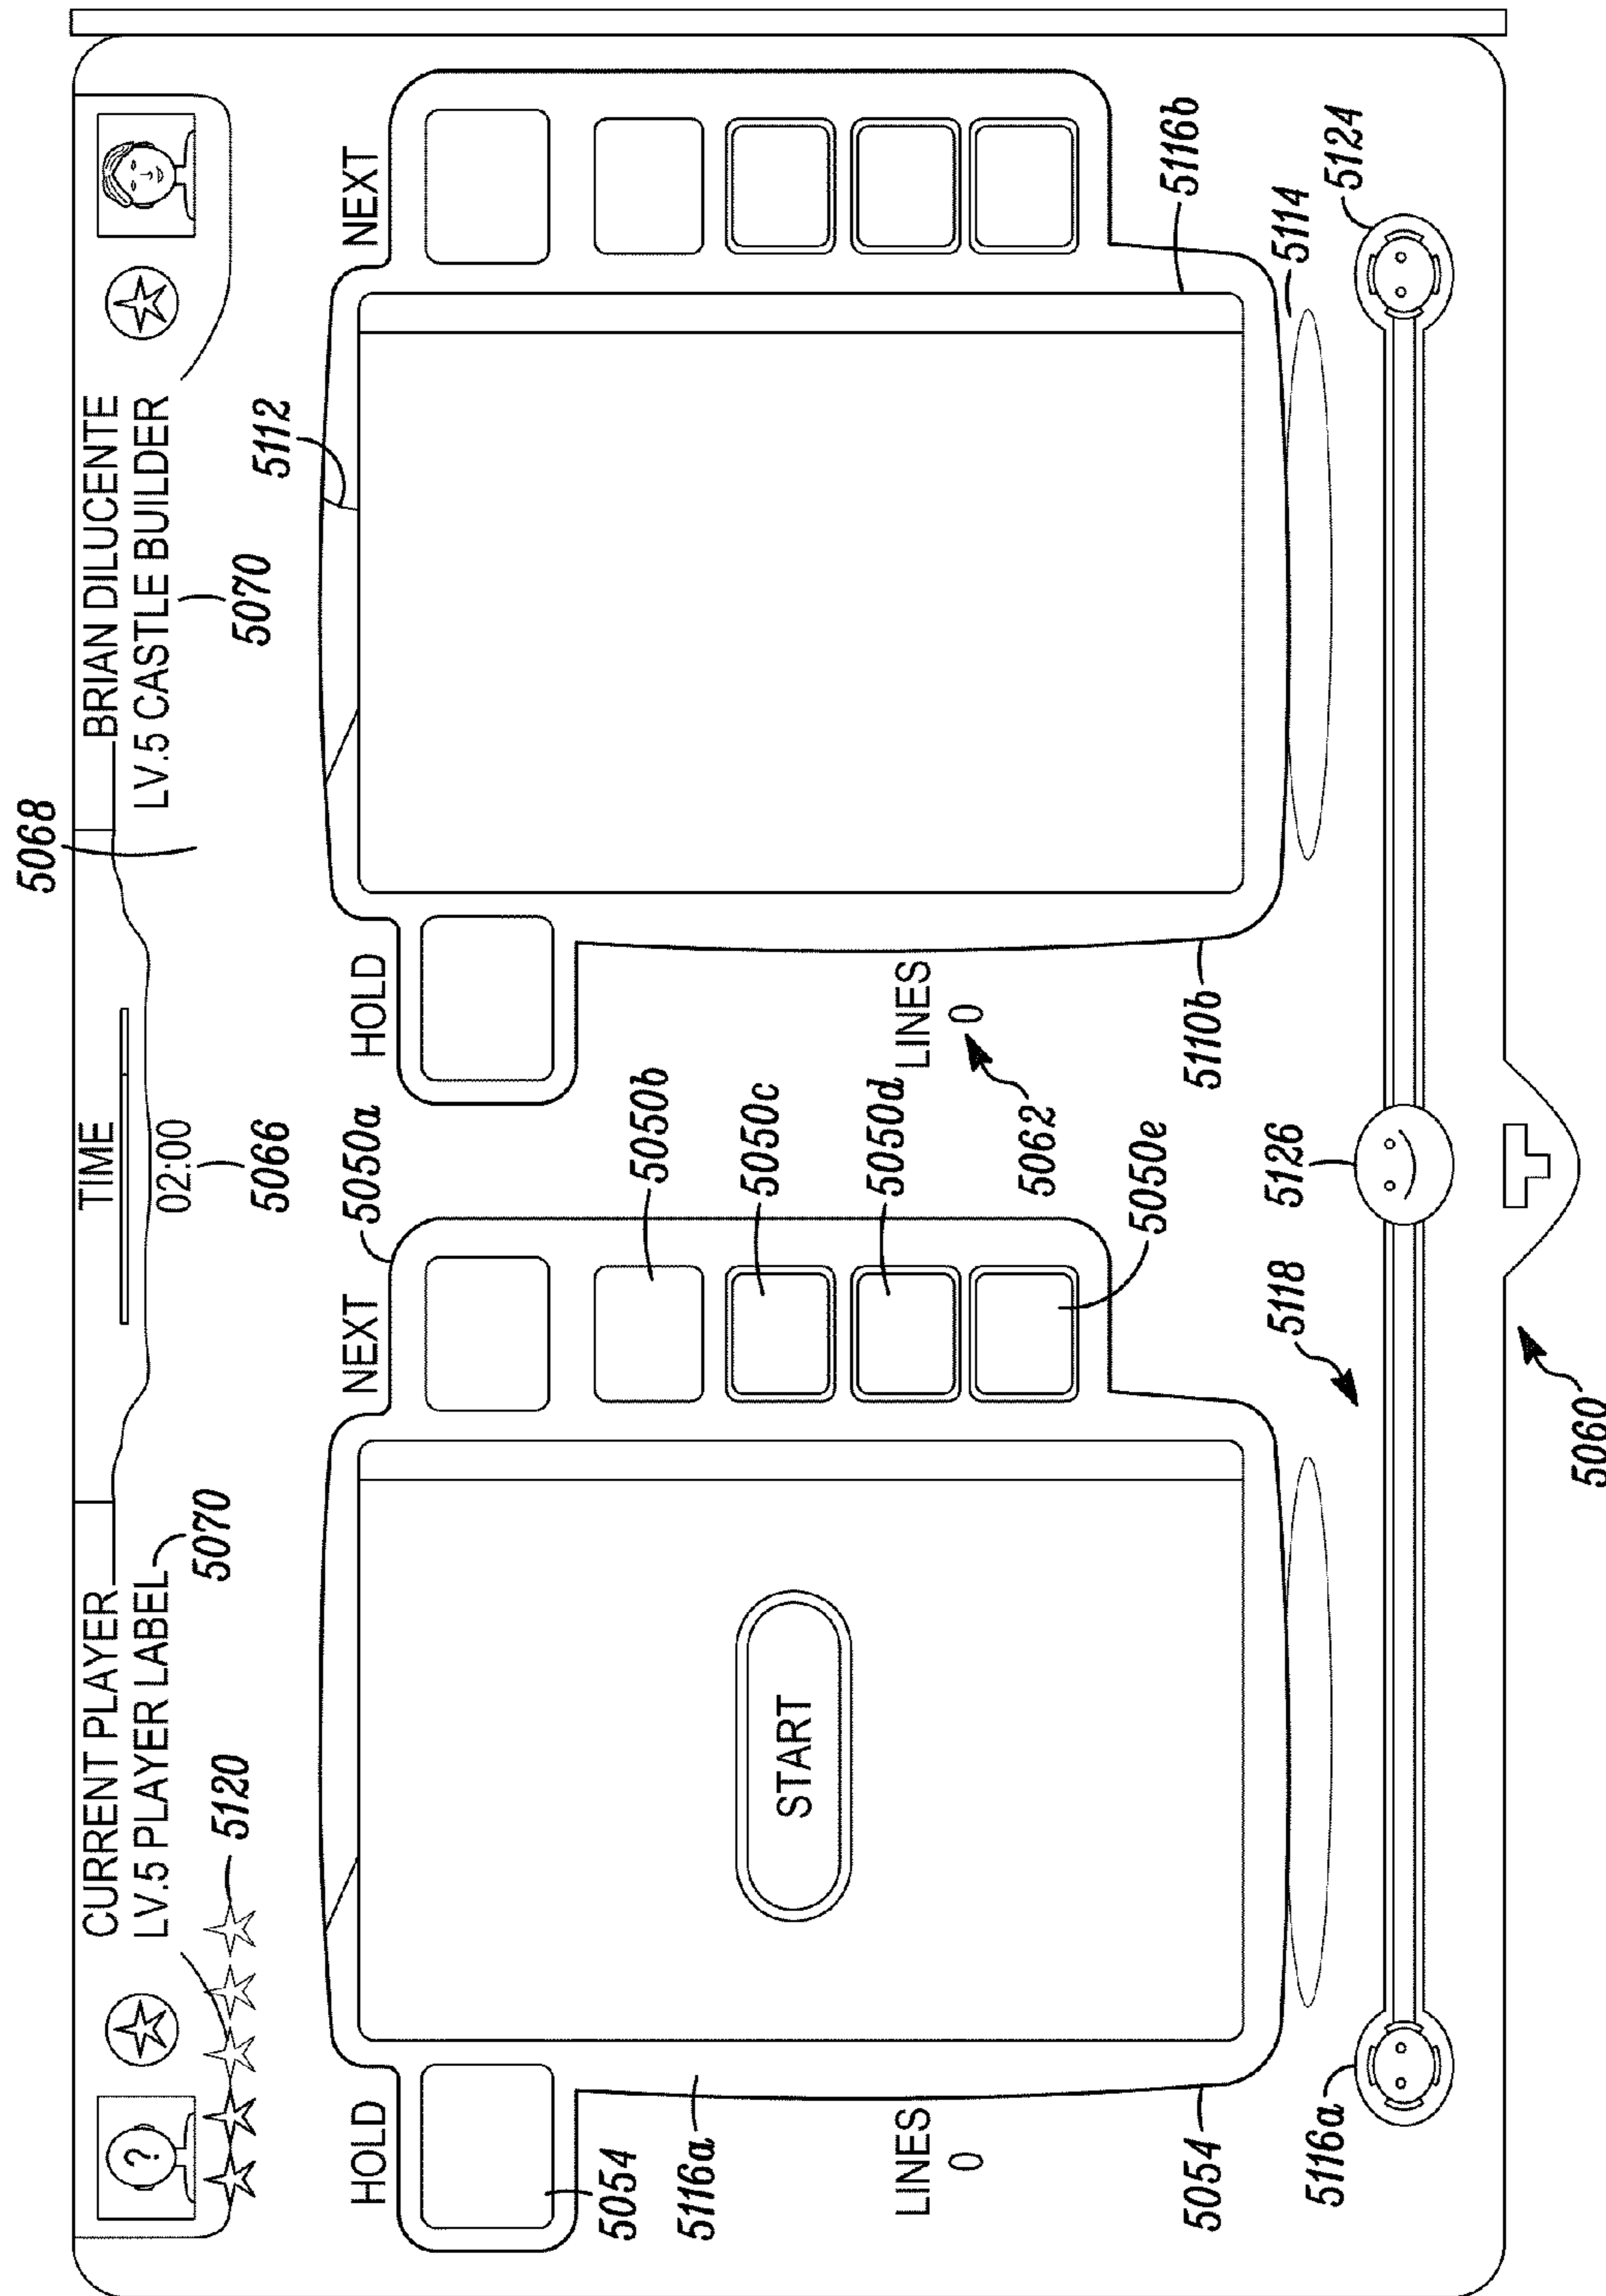 5068
CURRENT PLAYER
LV.5 PLAYER LABEL
5070
5120
?
TIME
02:00
5066
BRIAN DILUCENTE
LV.5 CASTLE BUILDER
5070
5112
HOLD
NEXT
5050a
HOLD
NEXT
5054
5116a
START
5050b
5050c
5050d
5062
5050e
LINES
0
LINES
0
5054
5110b
5116b
5116a
5118
5126
5114
5124
5060